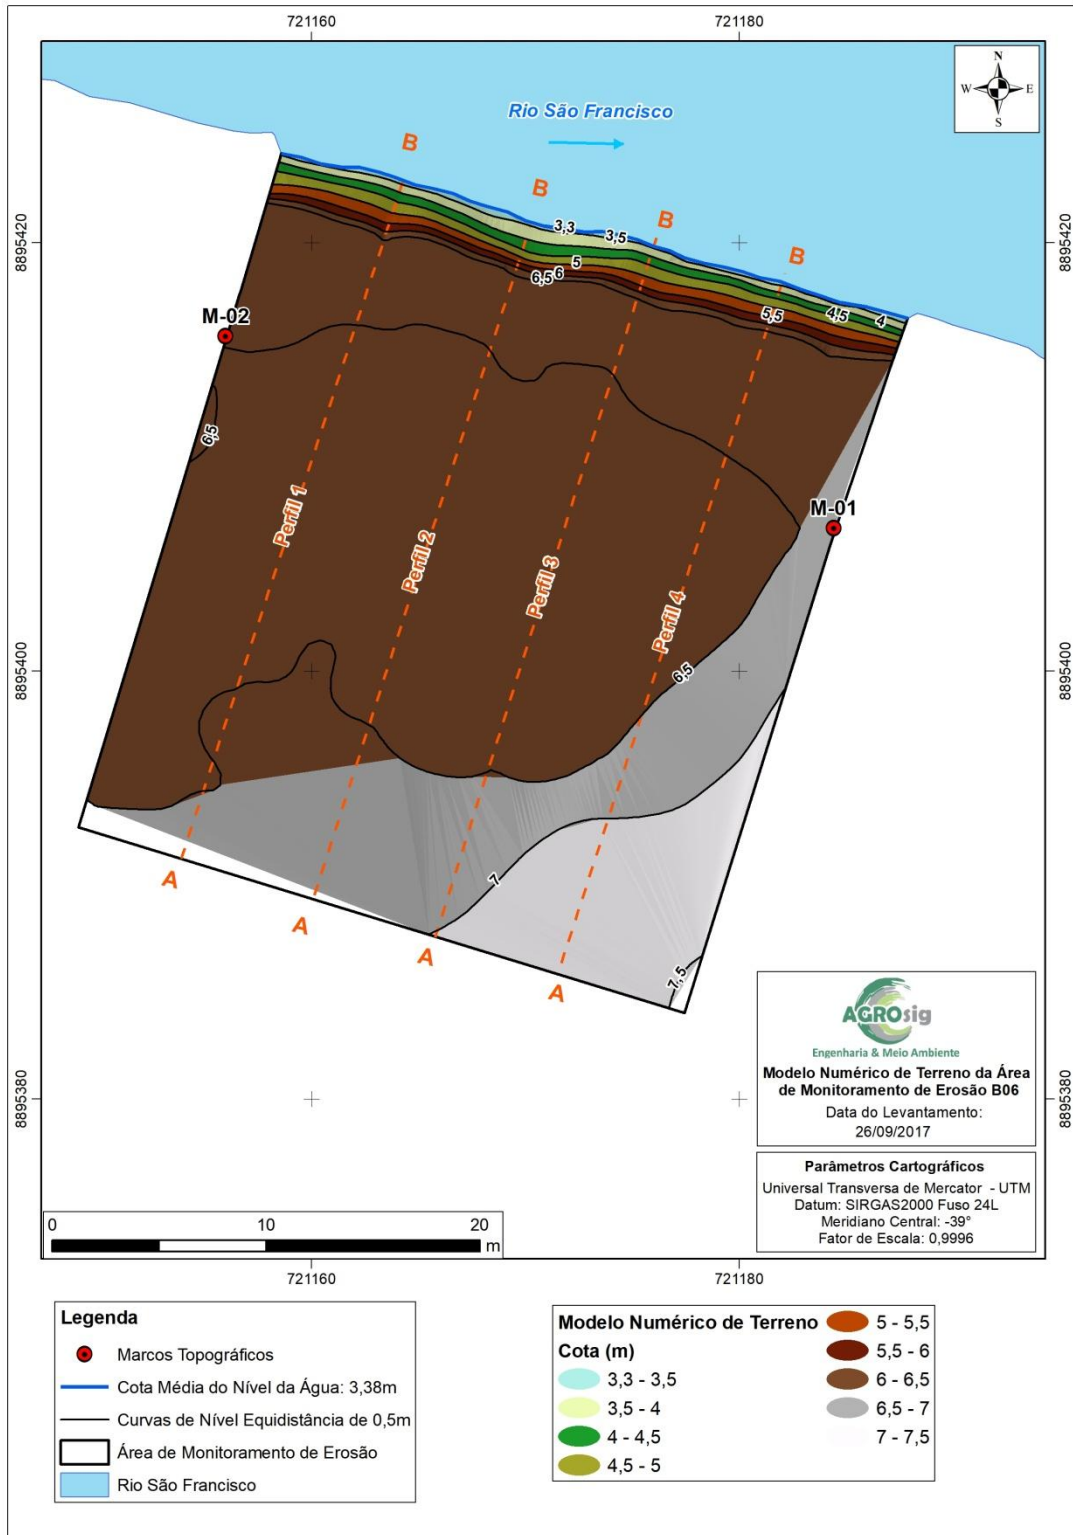 721160
721180
N
W
E
S
Rio São Francisco
B
B
B
B
8895420
8895420
3,3
3,5
5
6
6,5
5,5
4,5
4
M-02
6,5
M-01
Perfil 1
Perfil 2
Perfil 3
Perfil 4
8895400
8895400
6,5
7
A
A
A
A
7,5
8895380
8895380
AGROsig
Engenharia & Meio Ambiente
Modelo Numérico de Terreno da Área
de Monitoramento de Erosão B06
Data do Levantamento:
26/09/2017
Parâmetros Cartográficos
Universal Transversa de Mercator - UTM
Datum: SIRGAS2000 Fuso 24L
Meridiano Central: -39°
Fator de Escala: 0,9996
0
10
20
m
721160
721180
Legenda
Marcos Topográficos
Cota Média do Nível da Água: 3,38m
Curvas de Nível Equidistância de 0,5m
Área de Monitoramento de Erosão
Rio São Francisco
Modelo Numérico de Terreno
Cota (m)
3,3 - 3,5
3,5 - 4
4 - 4,5
4,5 - 5
5 - 5,5
5,5 - 6
6 - 6,5
6,5 - 7
7 - 7,5